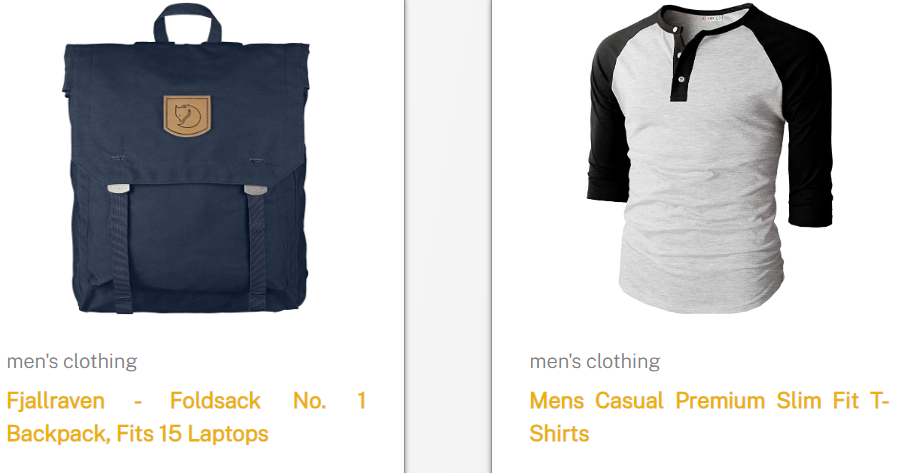 men's clothing
Fjallraven - Foldsack No. 1
Backpack, Fits 15 Laptops
men's clothing
Mens Casual Premium Slim Fit T-
Shirts